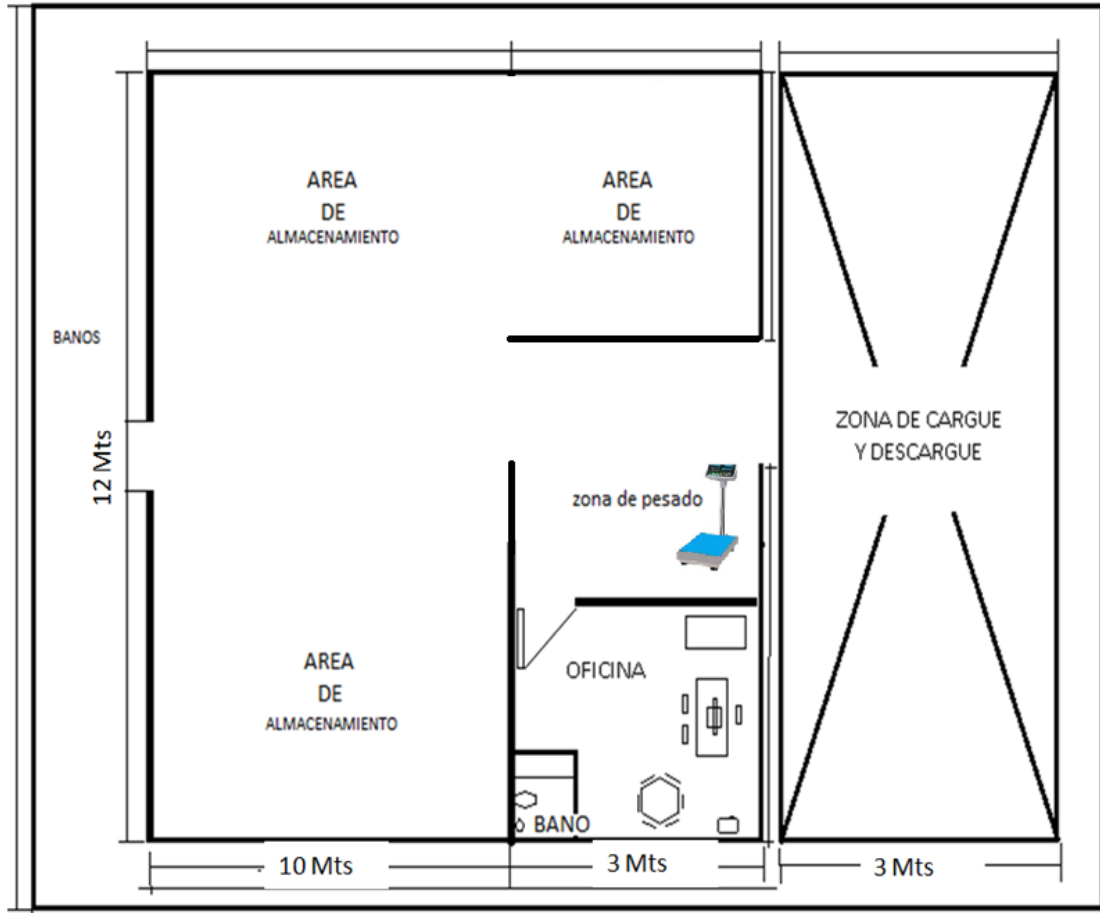 AREA
DE
ALMACENAMIENTO
AREA
DE
ALMACENAMIENTO
BANOS
12 Mts
ZONA DE CARGUE
Y DESCARGUE
zona de pesado
AREA
DE
ALMACENAMIENTO
OFICINA
BANO
10 Mts
3 Mts
3 Mts